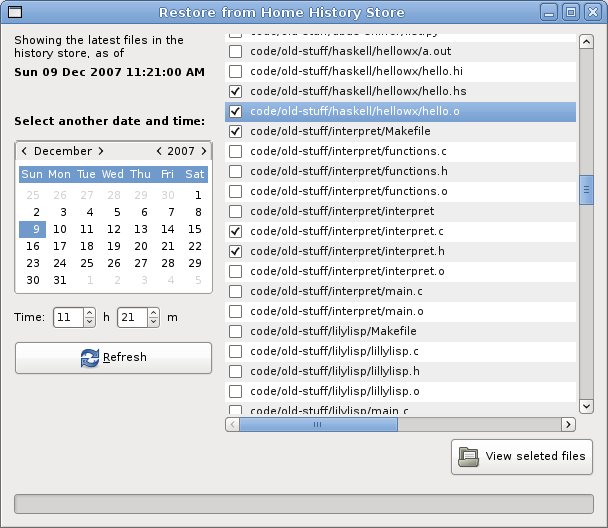 Restore from Home History Store
Showing the latest files in the
history store, as of
Sun 09 Dec 2007 11:21:00 AM
Select another date and time:
< December > < 2007 >
Sun Mon Tue Wed Thu Fri Sat
25 26 27 28 29 30 1
2 3 4 5 6 7 8
9 10 11 12 13 14 15
16 17 18 19 20 21 22
23 24 25 26 27 28 29
30 31 1 2 3 4 5
Time: 11 h 21 m
Refresh
code/old-stuff/haskell/hellowx/a.out
code/old-stuff/haskell/hellowx/hello.hi
code/old-stuff/haskell/hellowx/hello.hs
code/old-stuff/haskell/hellowx/hello.o
code/old-stuff/interpret/Makefile
code/old-stuff/interpret/functions.c
code/old-stuff/interpret/functions.h
code/old-stuff/interpret/functions.o
code/old-stuff/interpret/interpret
code/old-stuff/interpret/interpret.c
code/old-stuff/interpret/interpret.h
code/old-stuff/interpret/interpret.o
code/old-stuff/interpret/main.c
code/old-stuff/interpret/main.o
code/old-stuff/lilylisp/Makefile
code/old-stuff/lilylisp/lillylisp.c
code/old-stuff/lilylisp/lillylisp.h
code/old-stuff/lilylisp/lillylisp.o
code/old-stuff/lilylisp/main.c
View seleted files